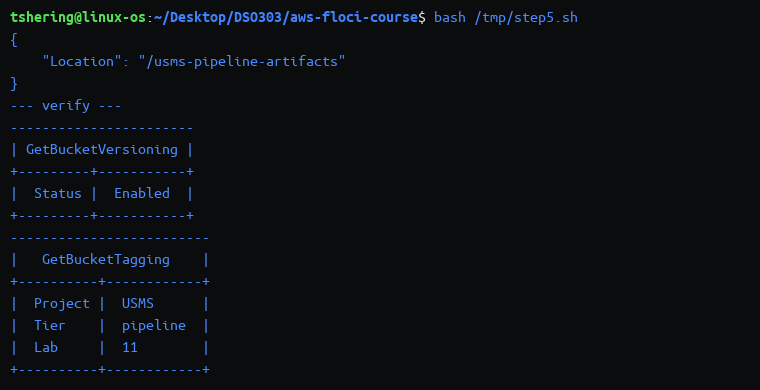 tshering@linux-os:~/Desktop/DSO303/aws-floci-course$ bash /tmp/step5.sh
{
    "Location": "/usms-pipeline-artifacts"
}
--- verify ---
-----------------------
| GetBucketVersioning |
+---------+-----------+
|  Status |  Enabled  |
+---------+-----------+
-------------------------
|   GetBucketTagging    |
+----------+------------+
|  Project |  USMS      |
|  Tier    |  pipeline  |
|  Lab     |  11        |
+----------+------------+